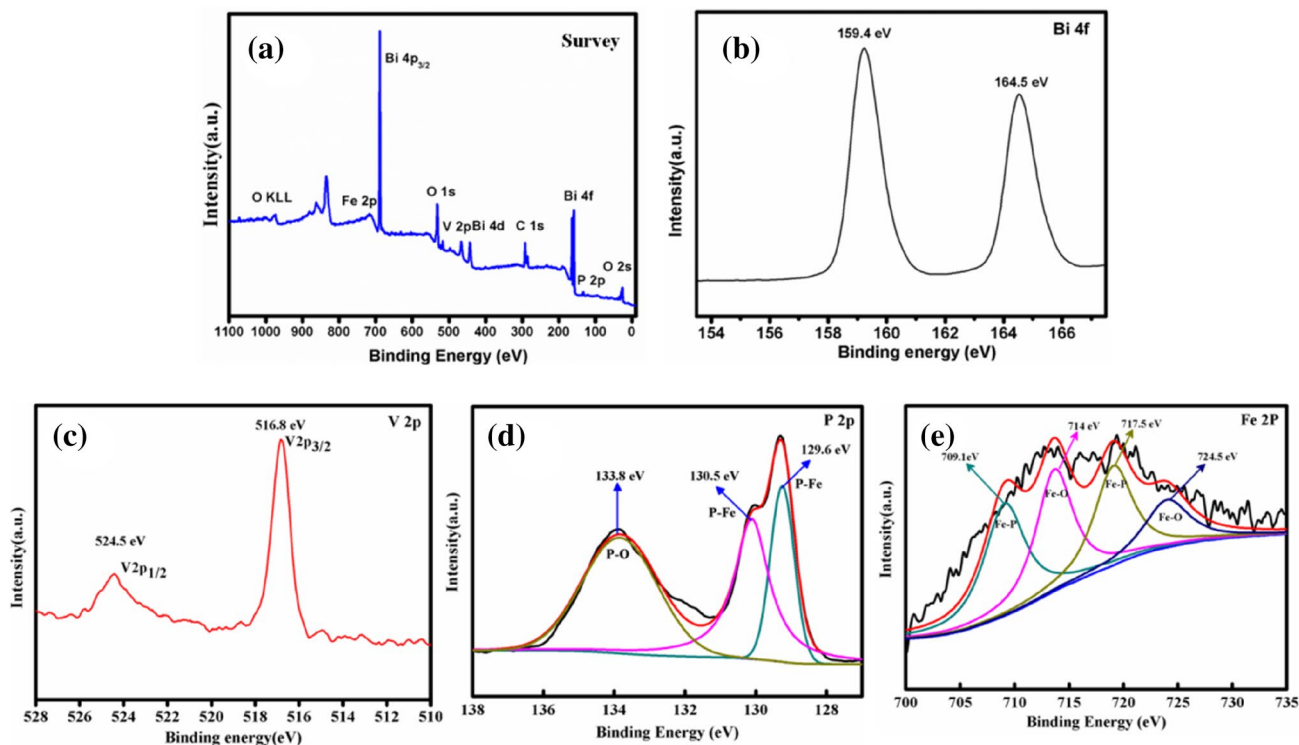 (a)
Survey
Bi 4p3/2
O KLL
Fe 2p
O 1s
V 2p
Bi 4d
C 1s
Bi 4f
P 2p
O 2s
Intensity(a.u.)
1100 1000 900 800 700 600 500 400 300 200 100 0
Binding Energy (eV)
(b)
Bi 4f
159.4 eV
164.5 eV
Intensity(a.u.)
154 156 158 160 162 164 166
Binding energy (eV)
(c)
V 2p
516.8 eV
V2p3/2
524.5 eV
V2p1/2
Intensity(a.u.)
528 526 524 522 520 518 516 514 512 510
Binding energy(eV)
(d)
P 2p
129.6 eV
P-Fe
130.5 eV
P-Fe
133.8 eV
P-O
Intensity(a.u.)
138 136 134 132 130 128
Binding Energy (eV)
(e)
Fe 2P
714 eV
717.5 eV
709.1eV
724.5 eV
Fe-P
Fe-O
Fe-P
Fe-O
Intensity(a.u.)
700 705 710 715 720 725 730 735
Binding Energy (eV)